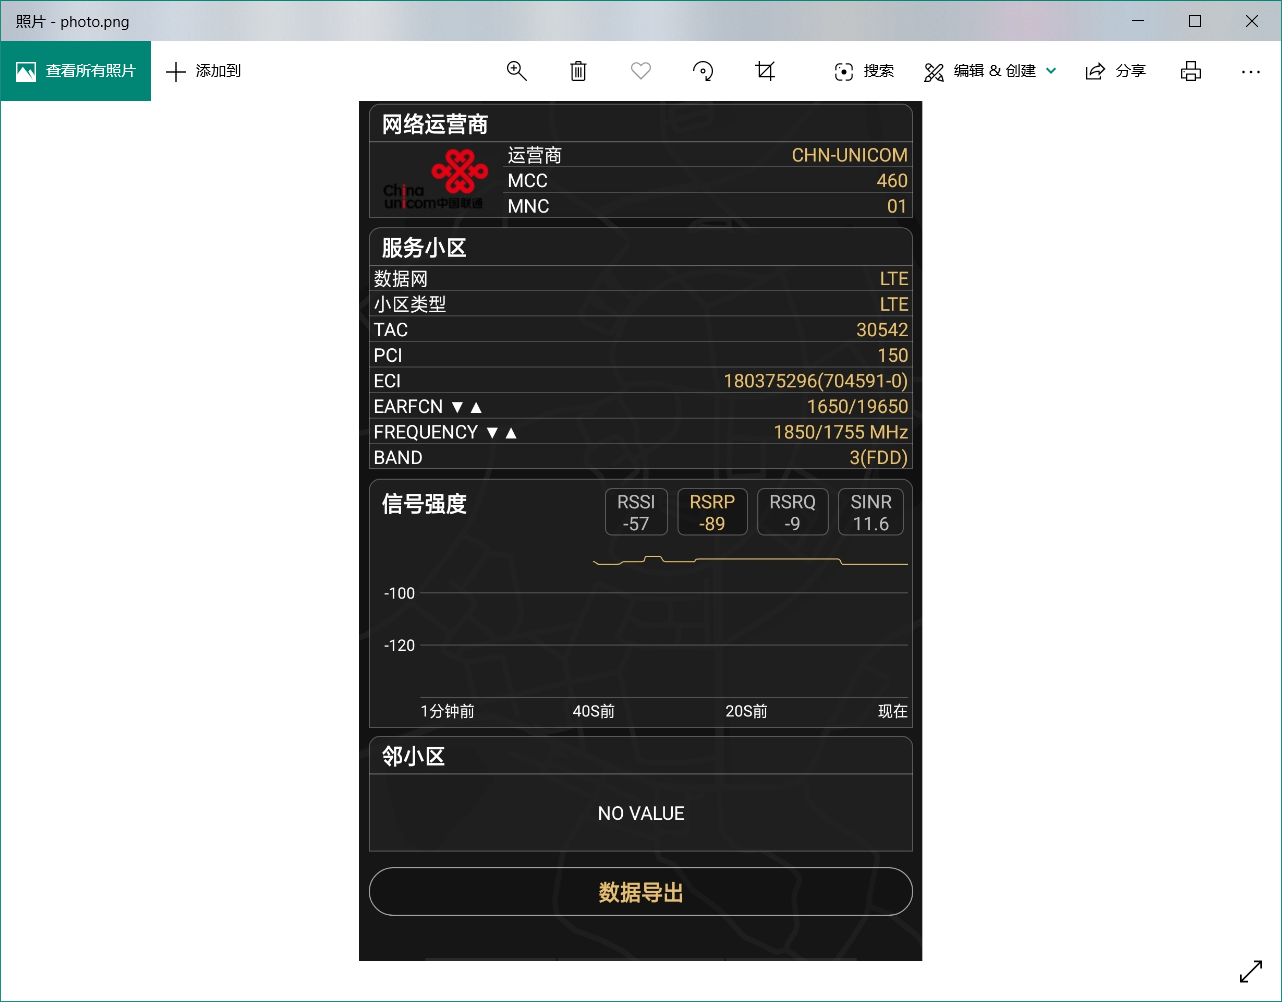 照片 - photo.png
查看所有照片
添加到
搜索
编辑 & 创建
分享
网络运营商
China
unicom中国联通
运营商 CHN-UNICOM
MCC 460
MNC 01
服务小区
数据网 LTE
小区类型 LTE
TAC 30542
PCI 150
ECI 180375296(704591-0)
EARFCN ▼▲ 1650/19650
FREQUENCY ▼▲ 1850/1755 MHz
BAND 3(FDD)
信号强度
RSSI
-57
RSRP
-89
RSRQ
-9
SINR
11.6
-100
-120
1分钟前 40S前 20S前 现在
邻小区
NO VALUE
数据导出